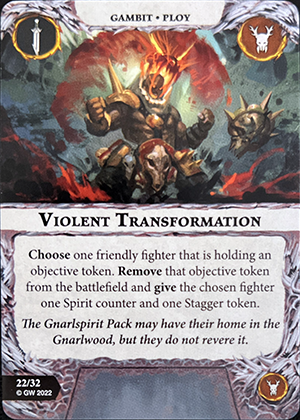 GAMBIT • PLOY
VIOLENT TRANSFORMATION
Choose one friendly fighter that is holding an
objective token. Remove that objective token
from the battlefield and give the chosen fighter
one Spirit counter and one Stagger token.
The Gnarlspirit Pack may have their home in the
Gnarlwood, but they do not revere it.
22/32
© GW 2022